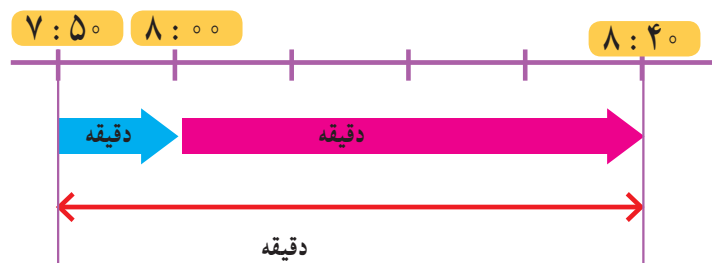 ۷ : ۵۰
۸ : ۰۰
۸ : ۴۰
دقیقه
دقیقه
دقیقه